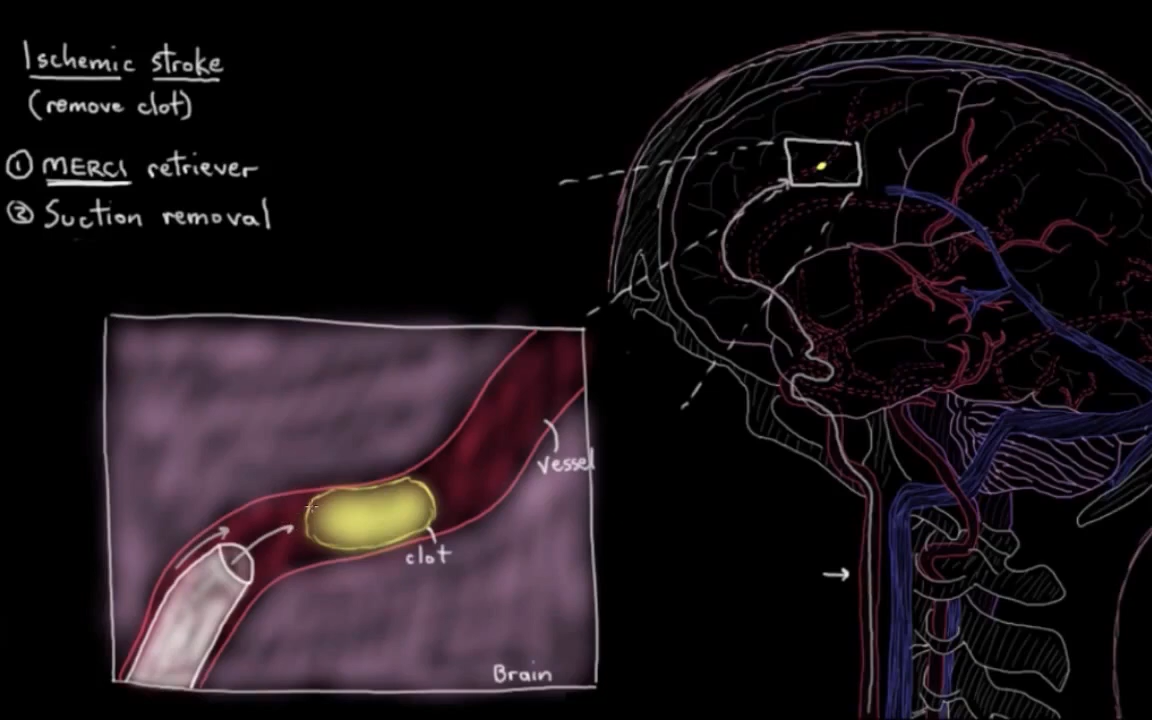 Ischemic stroke
(remove clot)
① MERCI retriever
② Suction removal
Vessel
clot
Brain